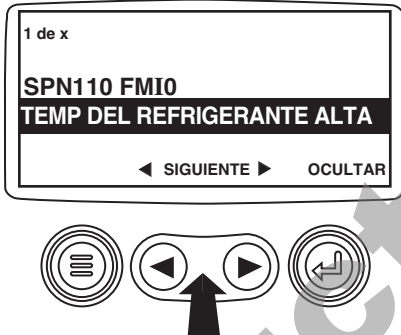 1 de x
SPN110 FMI0
TEMP DEL REFRIGERANTE ALTA
◀ SIGUIENTE ▶ OCULTAR